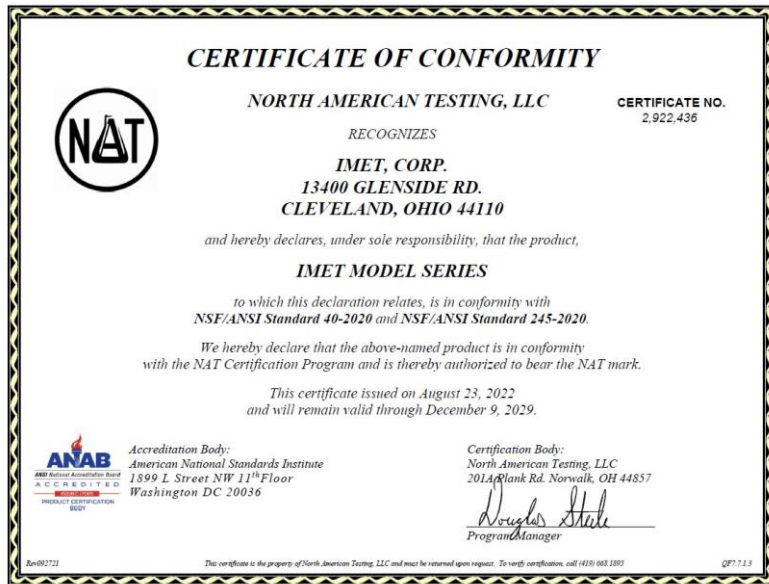 CERTIFICATE OF CONFORMITY
NORTH AMERICAN TESTING, LLC
CERTIFICATE NO.
2,922,436
NAT
RECOGNIZES
IMET, CORP.
13400 GLENSIDE RD.
CLEVELAND, OHIO 44110
and hereby declares, under sole responsibility, that the product,
IMET MODEL SERIES
to which this declaration relates, is in conformity with
NSF/ANSI Standard 40-2020 and NSF/ANSI Standard 245-2020.
We hereby declare that the above-named product is in conformity
with the NAT Certification Program and is thereby authorized to bear the NAT mark.
This certificate issued on August 23, 2022
and will remain valid through December 9, 2029.
ANAB
ANSI National Accreditation Board
ACCREDITED
PRODUCT CERTIFICATION
BODY
Accreditation Body:
American National Standards Institute
1899 L Street NW 11th Floor
Washington DC 20036
Certification Body:
North American Testing, LLC
201A Plank Rd. Norwalk, OH 44857
Douglas Steele
Program Manager
Rev092721
This certificate is the property of North American Testing, LLC and must be returned upon request. To verify certification, call (419) 668.1895
QF7.7.1.3